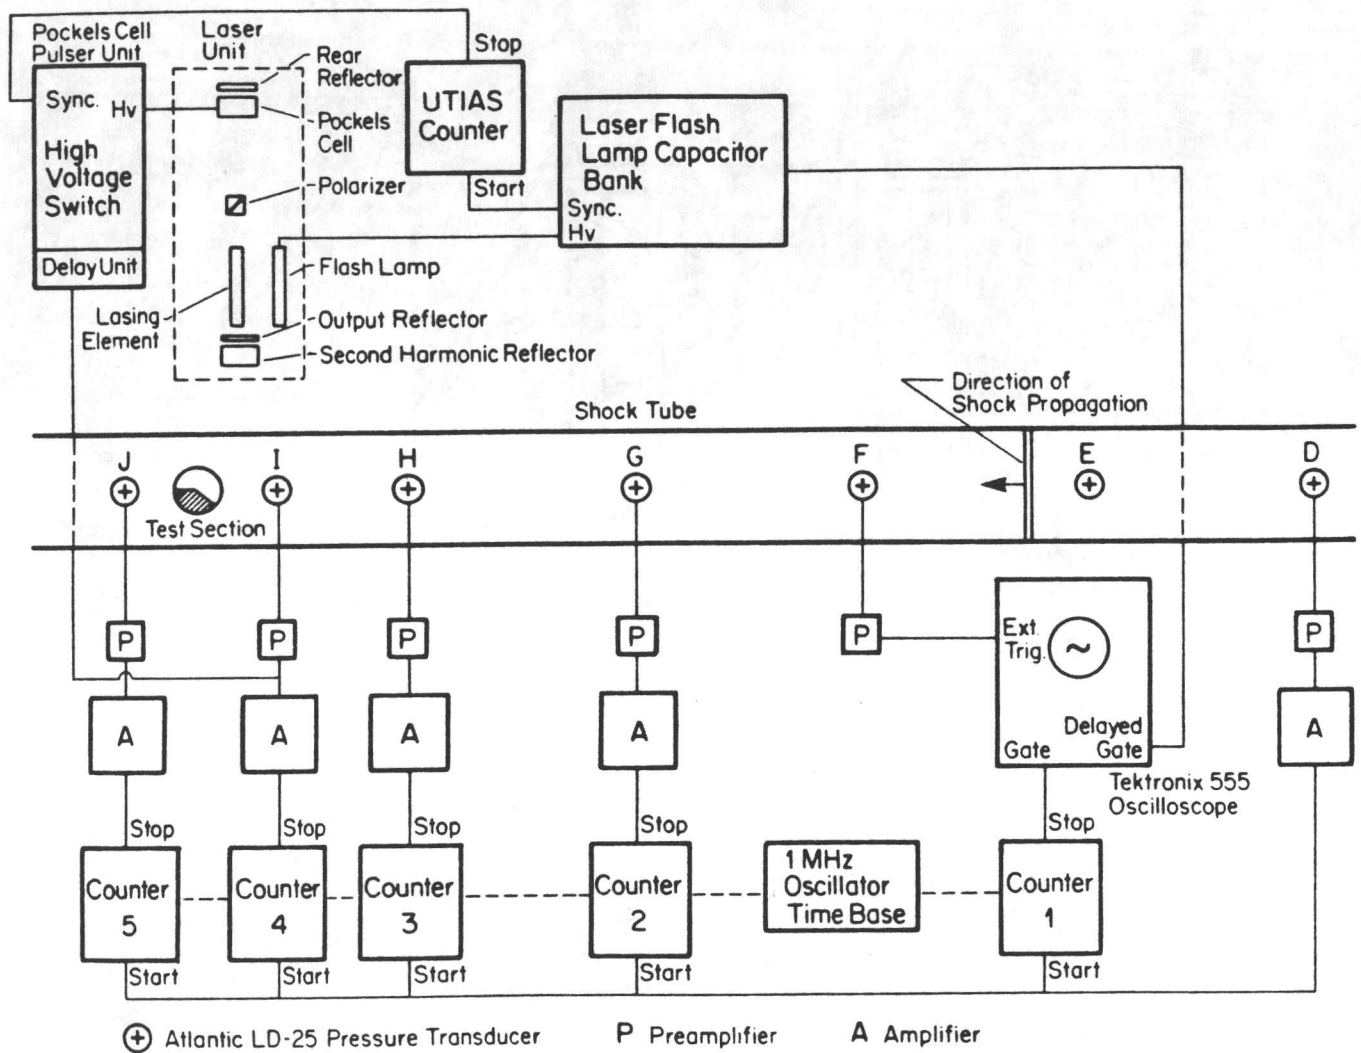 Pockels Cell
Pulser Unit
Sync.
Hv
High
Voltage
Switch
Delay Unit
Laser
Unit
Rear
Reflector
Pockels
Cell
Polarizer
Flash Lamp
Lasing
Element
Output Reflector
Second Harmonic Reflector
Stop
UTIAS
Counter
Start
Laser Flash
Lamp Capacitor
Bank
Sync.
Hv
Direction of
Shock Propagation
Shock Tube
J
I
H
G
F
E
D
Test Section
P
P
P
P
P
P
Ext.
Trig.
~
Delayed
Gate
Gate
Tektronix 555
Oscilloscope
A
A
A
A
A
Stop
Stop
Stop
Stop
Stop
Counter
5
Counter
4
Counter
3
Counter
2
1 MHz
Oscillator
Time Base
Counter
1
Start
Start
Start
Start
Start
Atlantic LD-25 Pressure Transducer
P Preamplifier
A Amplifier